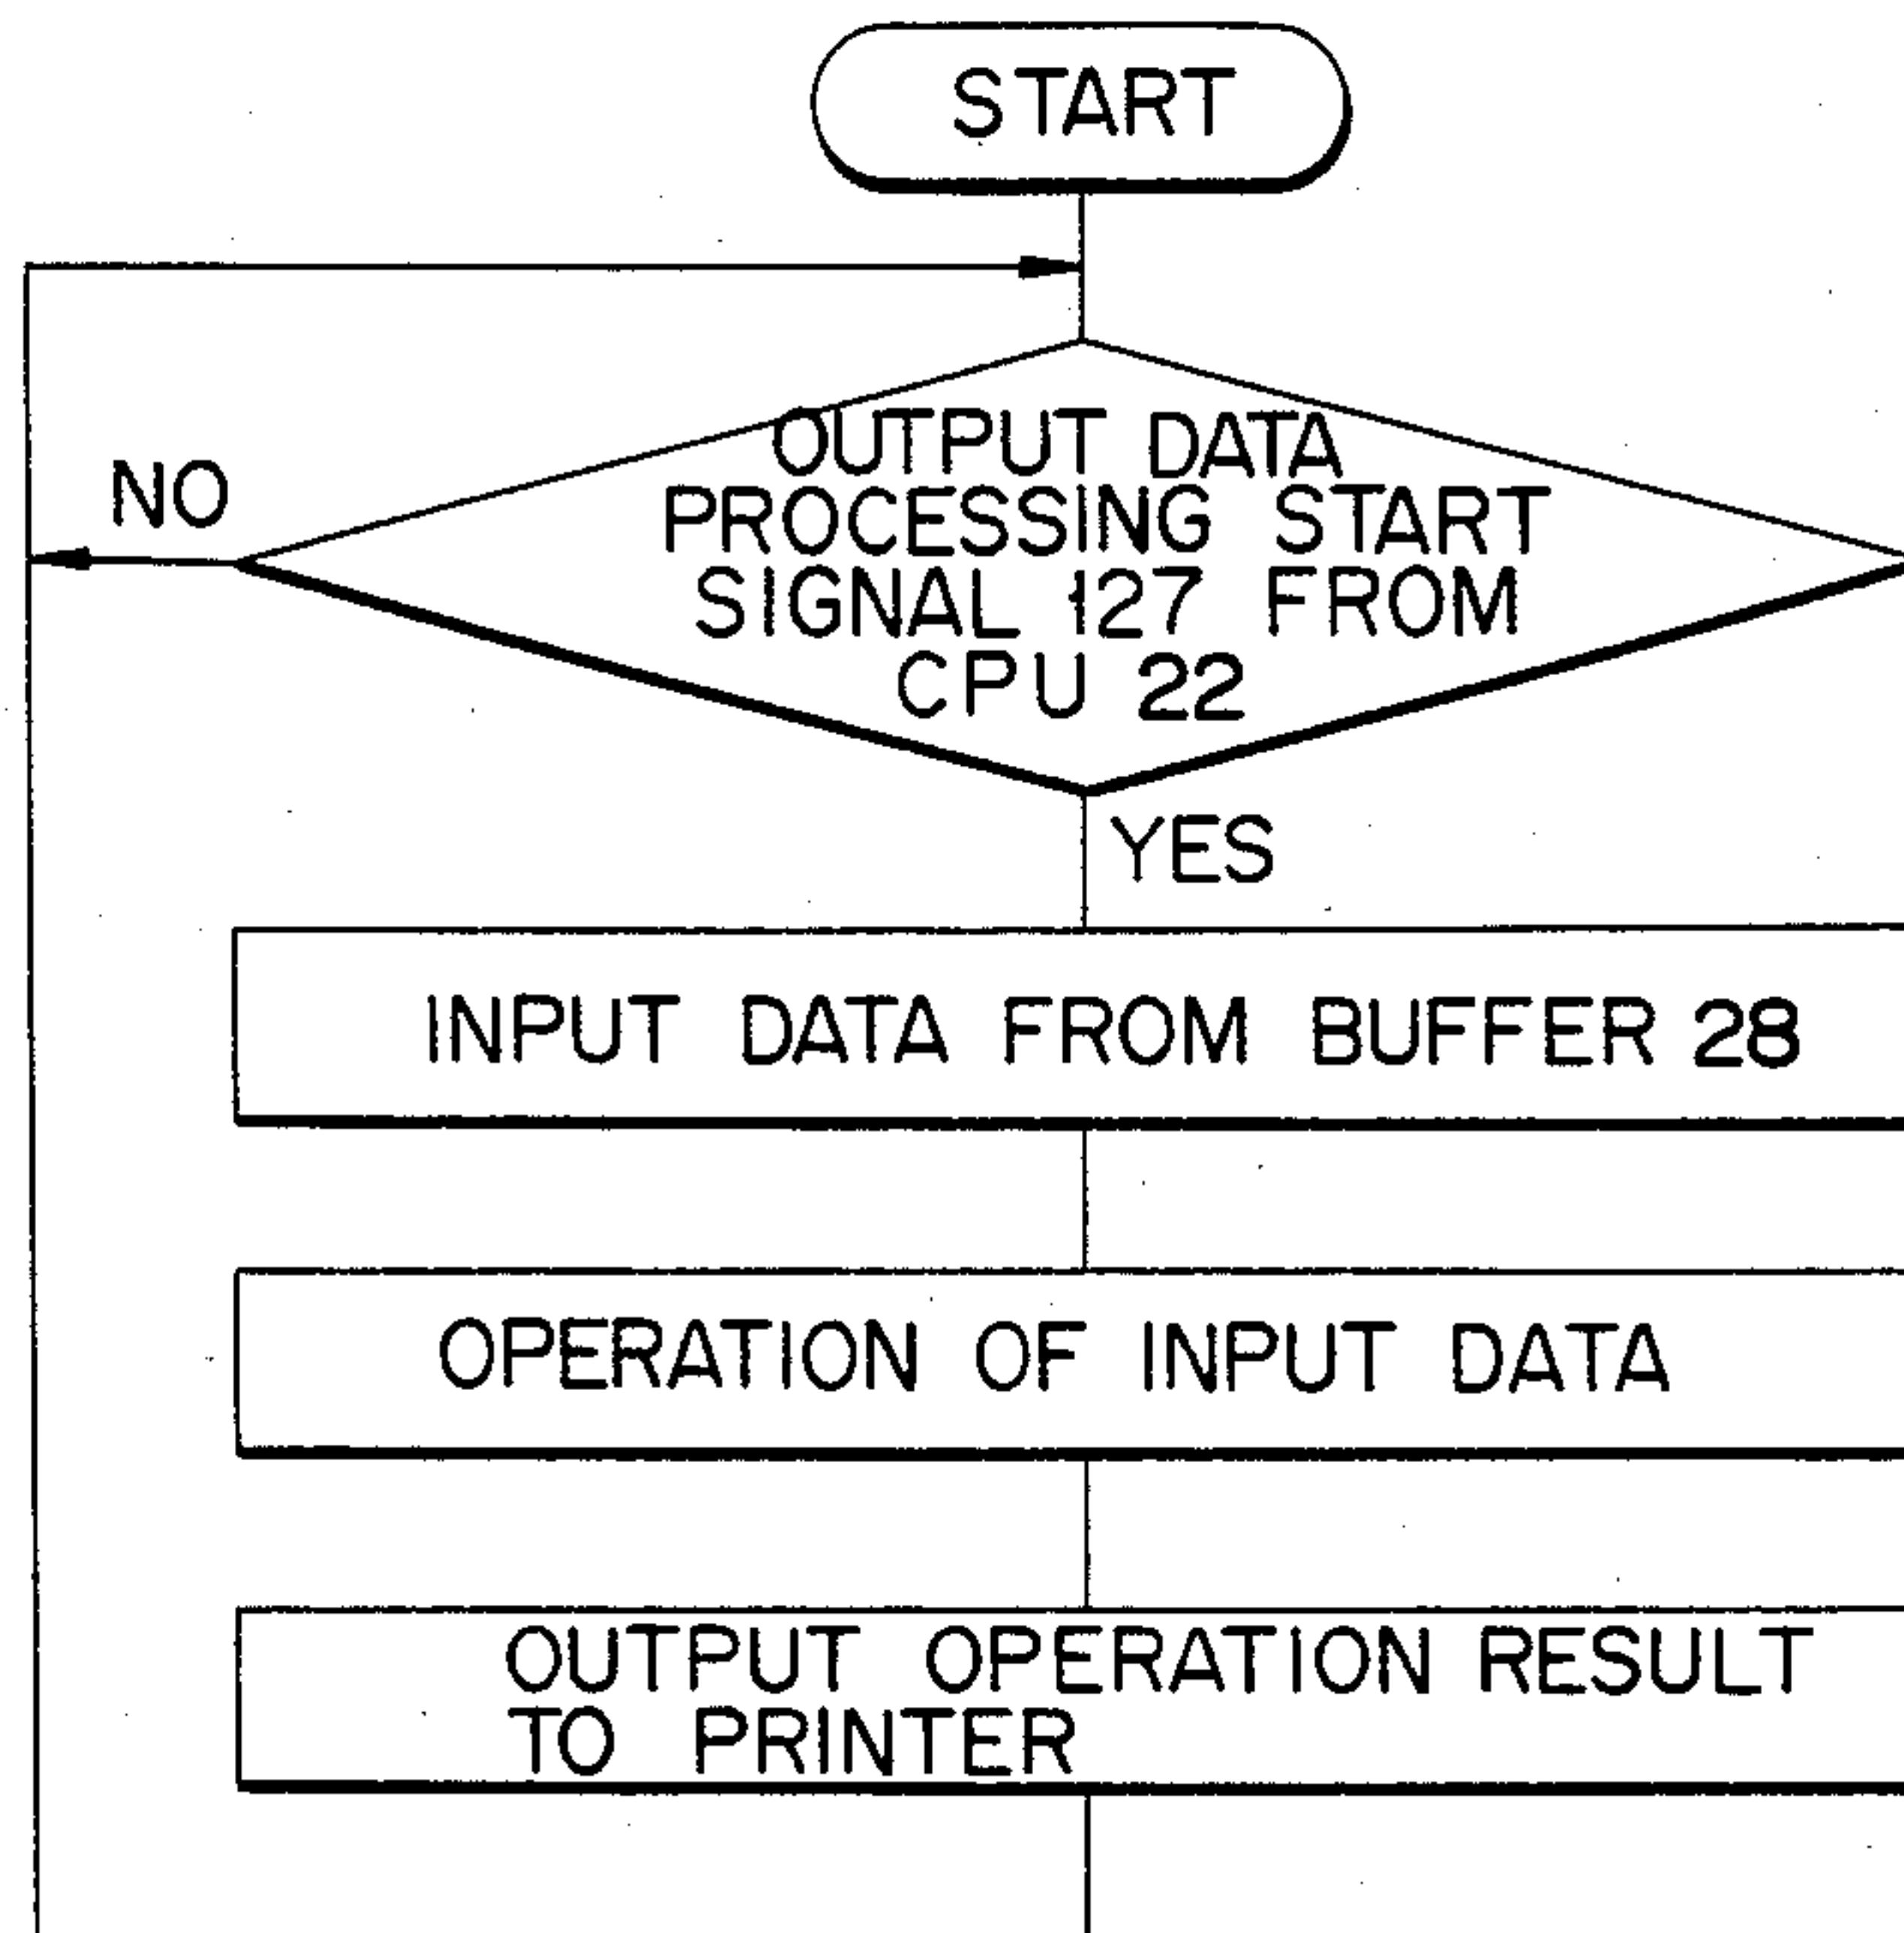 START
OUTPUT DATA
PROCESSING START
SIGNAL 127 FROM
CPU 22
NO
YES
INPUT DATA FROM BUFFER 28
OPERATION OF INPUT DATA
OUTPUT OPERATION RESULT
TO PRINTER